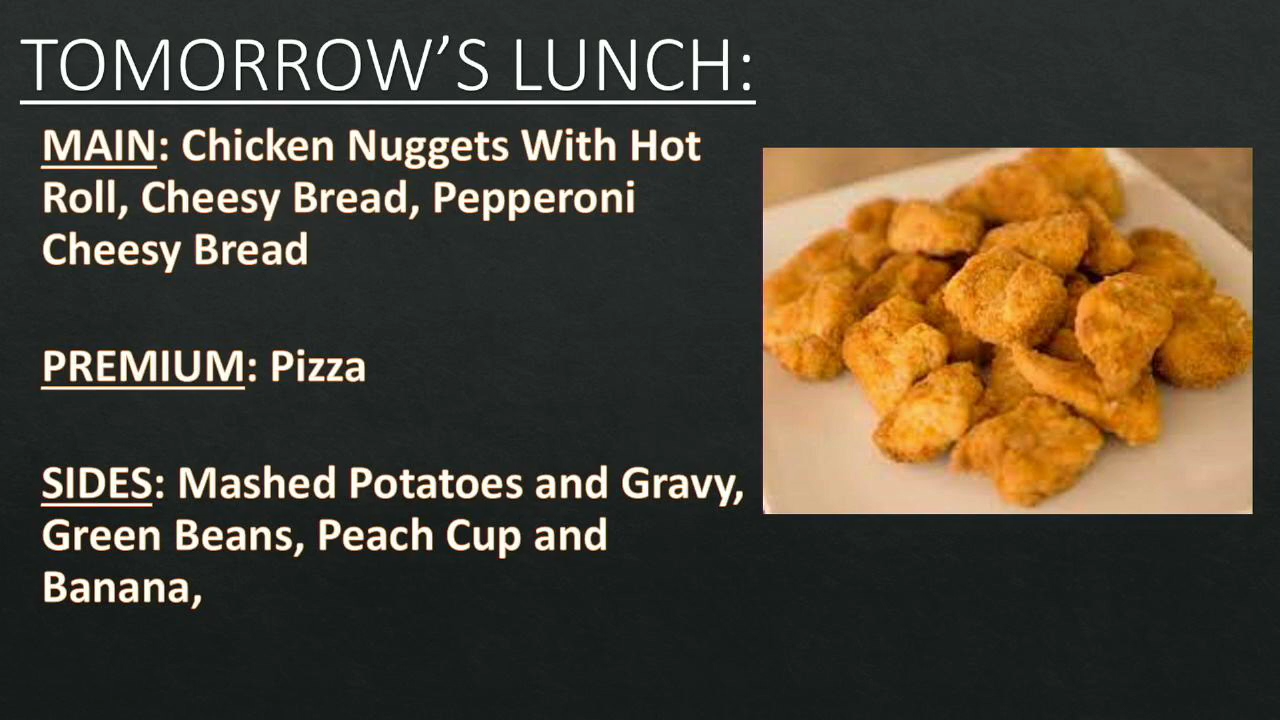 TOMORROW’S LUNCH:
MAIN: Chicken Nuggets With Hot
Roll, Cheesy Bread, Pepperoni
Cheesy Bread
PREMIUM: Pizza
SIDES: Mashed Potatoes and Gravy,
Green Beans, Peach Cup and
Banana,